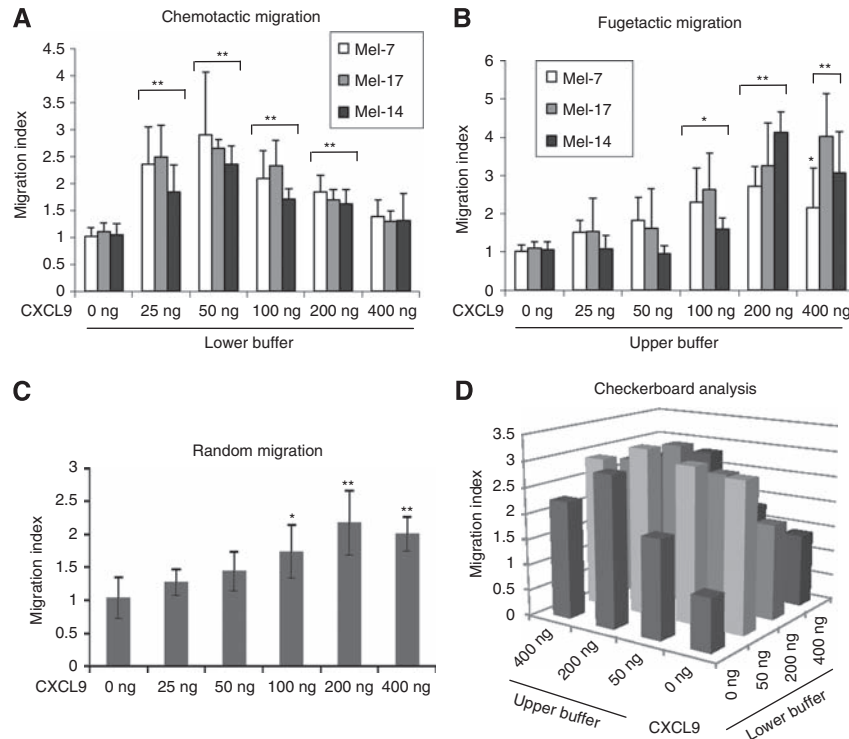 A
Chemotactic migration
Migration index
4.5
4
3.5
3
2.5
2
1.5
1
0.5
0
Mel-7
Mel-17
Mel-14
**
**
**
**
CXCL9 0 ng 25 ng 50 ng 100 ng 200 ng 400 ng
Lower buffer
B
Fugetactic migration
Migration index
6
5
4
3
2
1
0
Mel-7
Mel-17
Mel-14
*
**
**
*
CXCL9 0 ng 25 ng 50 ng 100 ng 200 ng 400 ng
Upper buffer
C
Random migration
Migration index
3
2.5
2
1.5
1
0.5
0
*
**
**
CXCL9 0 ng 25 ng 50 ng 100 ng 200 ng 400 ng
D
Checkerboard analysis
Migration index
3.5
3
2.5
2
1.5
1
0.5
0
400 ng
200 ng
50 ng
0 ng
Upper buffer
CXCL9
0 ng
50 ng
200 ng
400 ng
Lower buffer